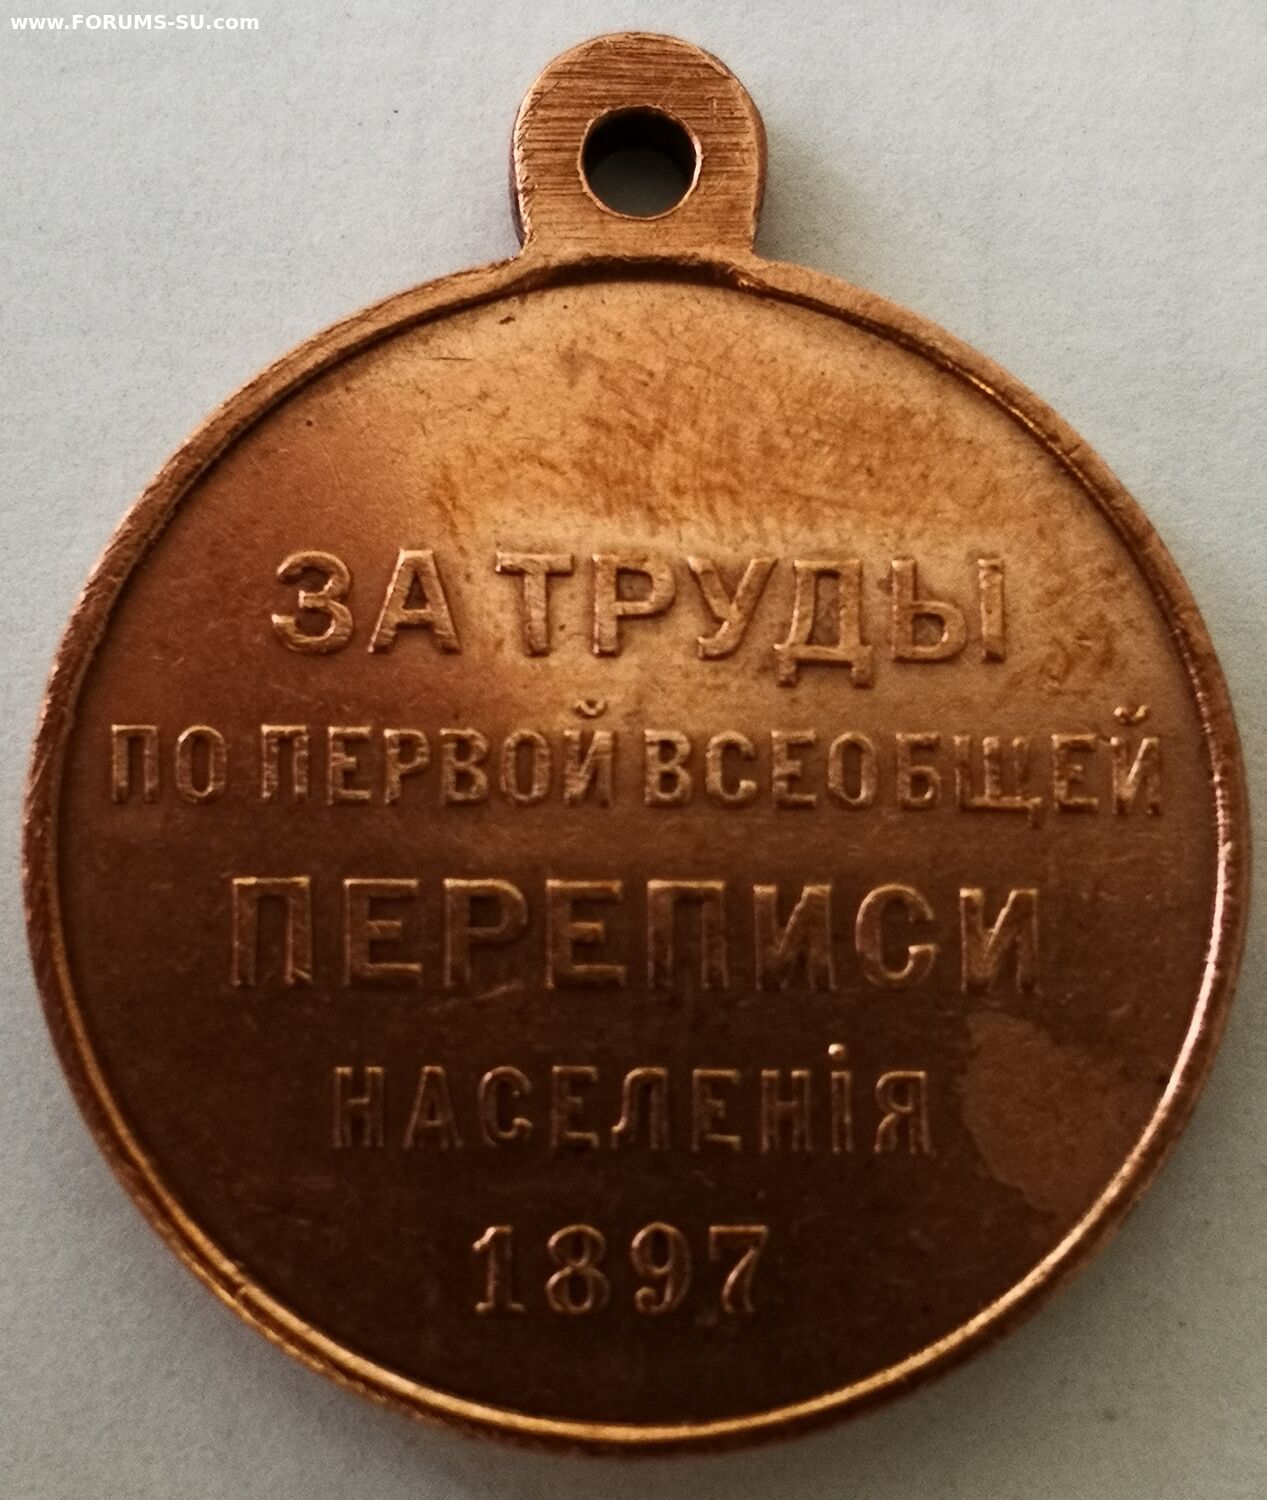 www.FORUMS-SU.com
ЗА ТРУДЫ
ПО ПЕРВОЙ ВСЕОБЩЕЙ
ПЕРЕПИСИ
НАСЕЛЕНІЯ
1897